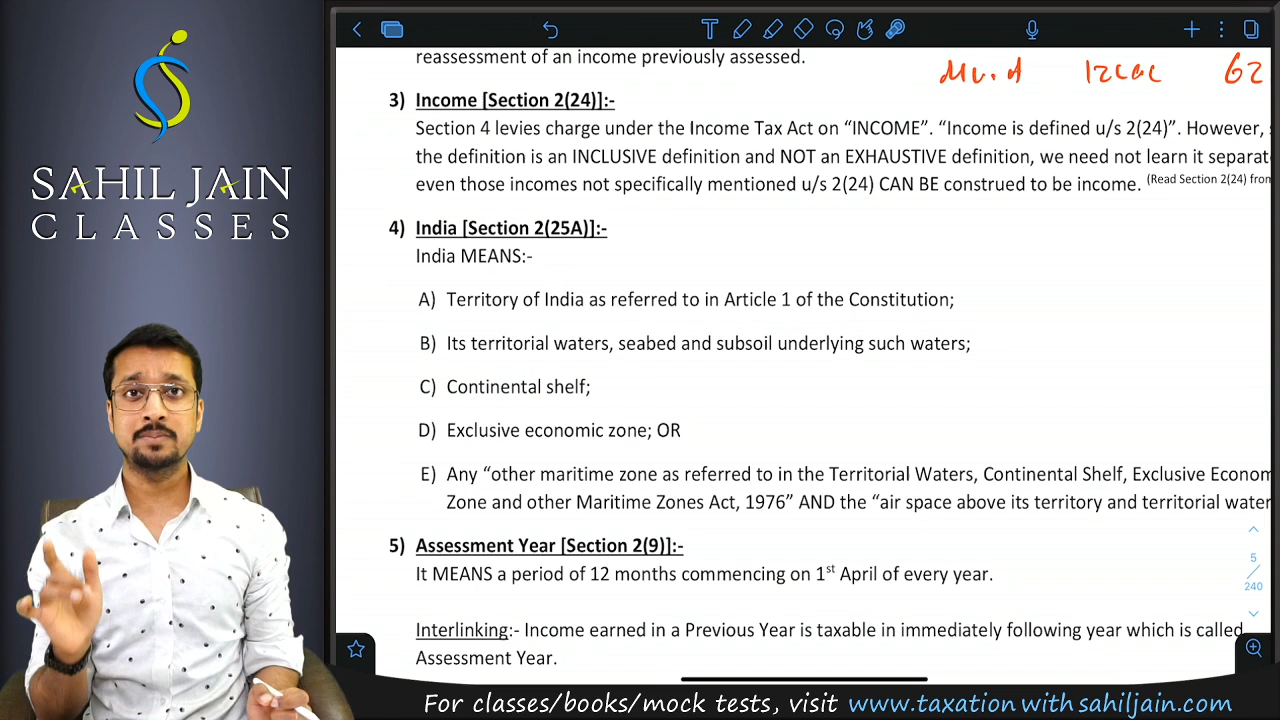 SAHIL JAIN
CLASSES
reassessment of an income previously assessed.
62
3) Income [Section 2(24)]:-
Section 4 levies charge under the Income Tax Act on “INCOME”. “Income is defined u/s 2(24)”. However,
the definition is an INCLUSIVE definition and NOT an EXHAUSTIVE definition, we need not learn it separat
even those incomes not specifically mentioned u/s 2(24) CAN BE construed to be income. (Read Section 2(24) from
4) India [Section 2(25A)]:-
India MEANS:-
A) Territory of India as referred to in Article 1 of the Constitution;
B) Its territorial waters, seabed and subsoil underlying such waters;
C) Continental shelf;
D) Exclusive economic zone; OR
E) Any “other maritime zone as referred to in the Territorial Waters, Continental Shelf, Exclusive Econom
Zone and other Maritime Zones Act, 1976” AND the “air space above its territory and territorial water
5) Assessment Year [Section 2(9)]:-
It MEANS a period of 12 months commencing on 1st April of every year.
Interlinking:- Income earned in a Previous Year is taxable in immediately following year which is called
Assessment Year.
5
240
For classes/books/mock tests, visit www.taxationwithsahiljain.com